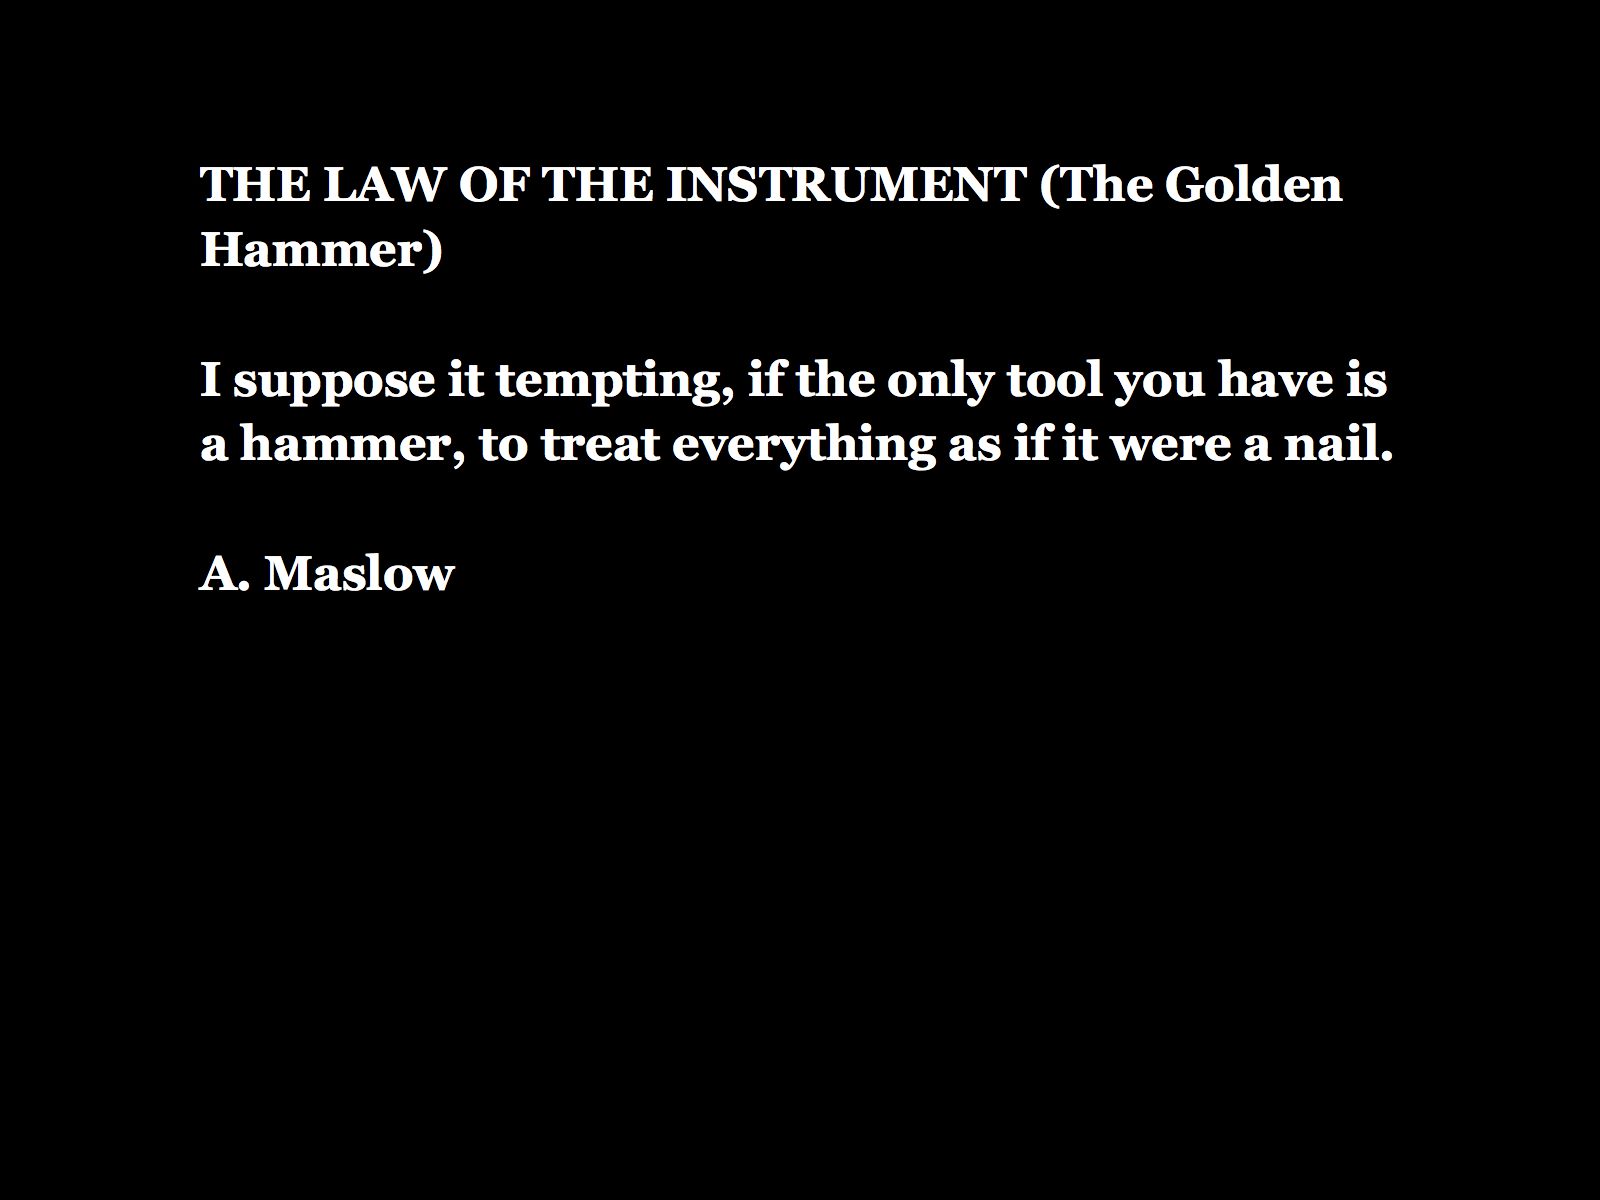 THE LAW OF THE INSTRUMENT (The Golden
Hammer)
I suppose it tempting, if the only tool you have is
a hammer, to treat everything as if it were a nail.
A. Maslow